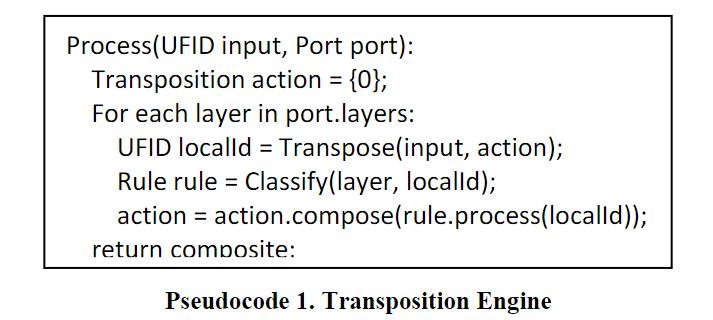 Process(UFID input, Port port):
Transposition action = {0};
For each layer in port.layers:
UFID localId = Transpose(input, action);
Rule rule = Classify(layer, localId);
action = action.compose(rule.process(localId));
return composite;
Pseudocode 1. Transposition Engine